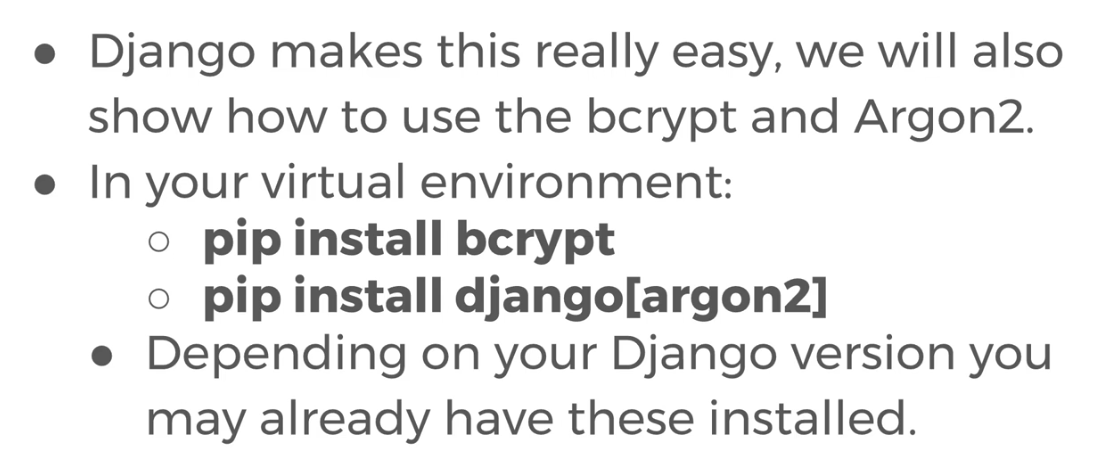 ● Django makes this really easy, we will also
show how to use the bcrypt and Argon2.
● In your virtual environment:
○ pip install bcrypt
○ pip install django[argon2]
● Depending on your Django version you
may already have these installed.